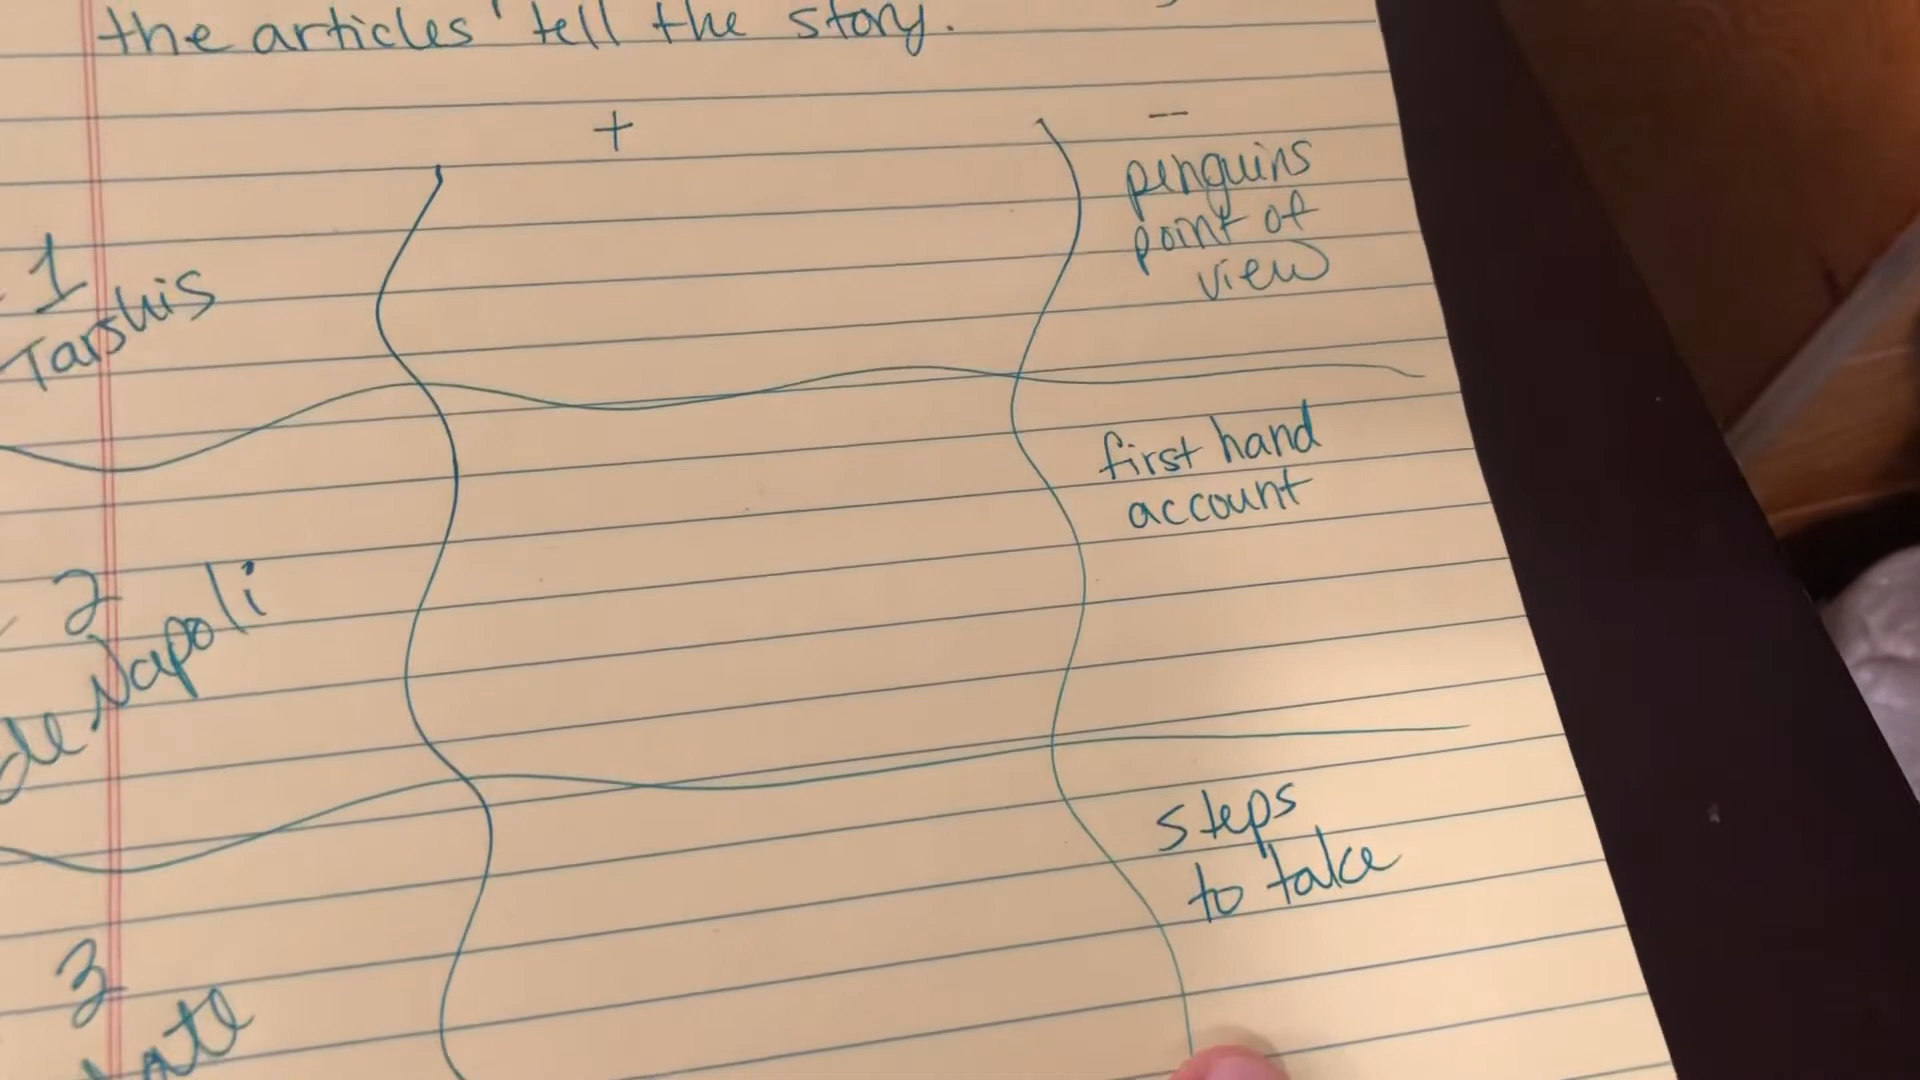 the articles tell the story.
+ —
penguins
point of
view
1
Tarshis
first hand
account
2
de Napoli
steps
to take
3